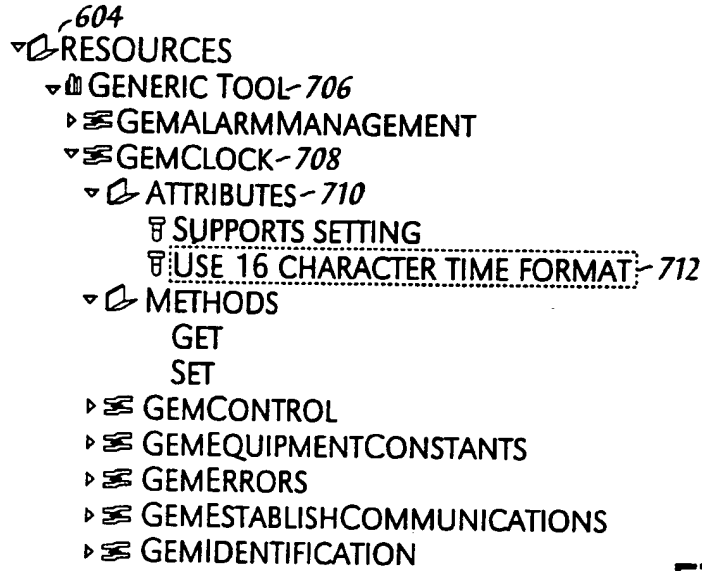 604
RESOURCES
GENERIC TOOL 706
GEMALARMMANAGEMENT
GEMCLOCK 708
ATTRIBUTES 710
SUPPORTS SETTING
USE 16 CHARACTER TIME FORMAT 712
METHODS
GET
SET
GEMCONTROL
GEMEQUIPMENTCONSTANTS
GEMERRORS
GEMESTABLISHCOMMUNICATIONS
GEMIDENTIFICATION